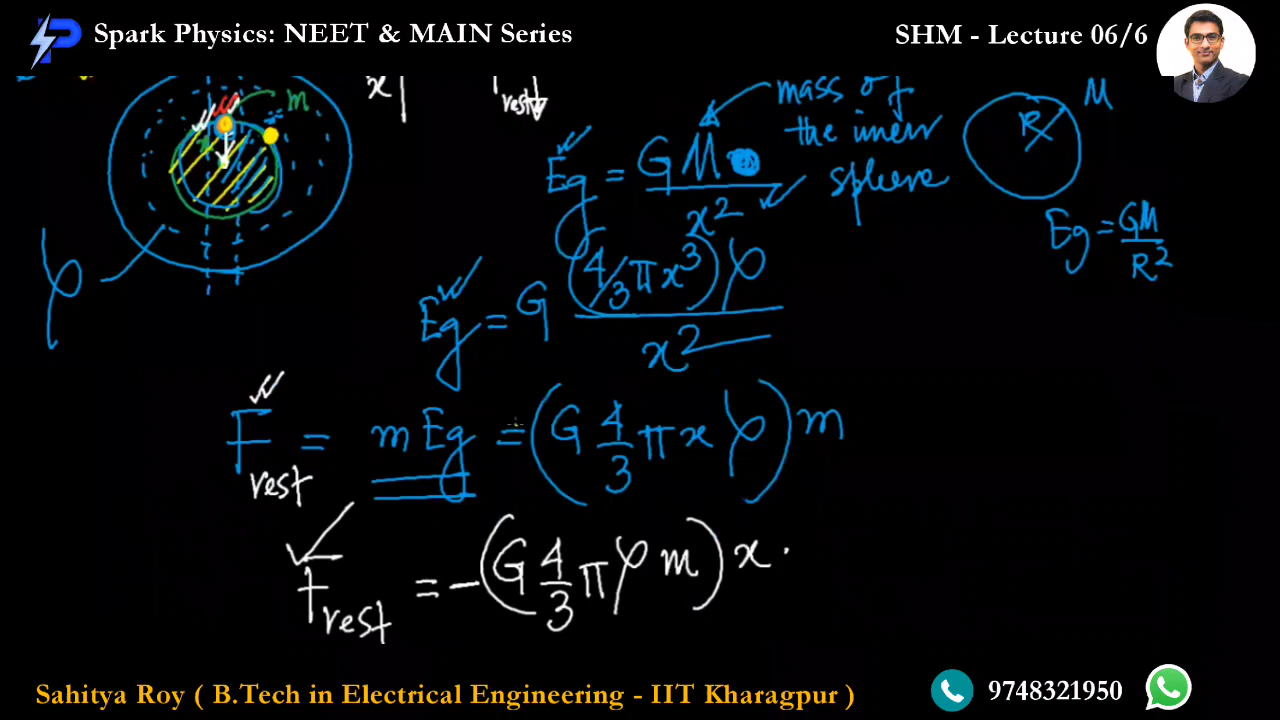 Spark Physics: NEET & MAIN Series
SHM - Lecture 06/6
m
x
rest
mass of
the inner
sphere
M
R
Eg = GM / x²
Eg = GM / R²
Eg = G (4/3 π x³) φ / x²
F rest = m Eg = (G 4/3 π x φ) m
F rest = - (G 4/3 π φ m) x .
φ
Sahitya Roy ( B.Tech in Electrical Engineering - IIT Kharagpur )
9748321950